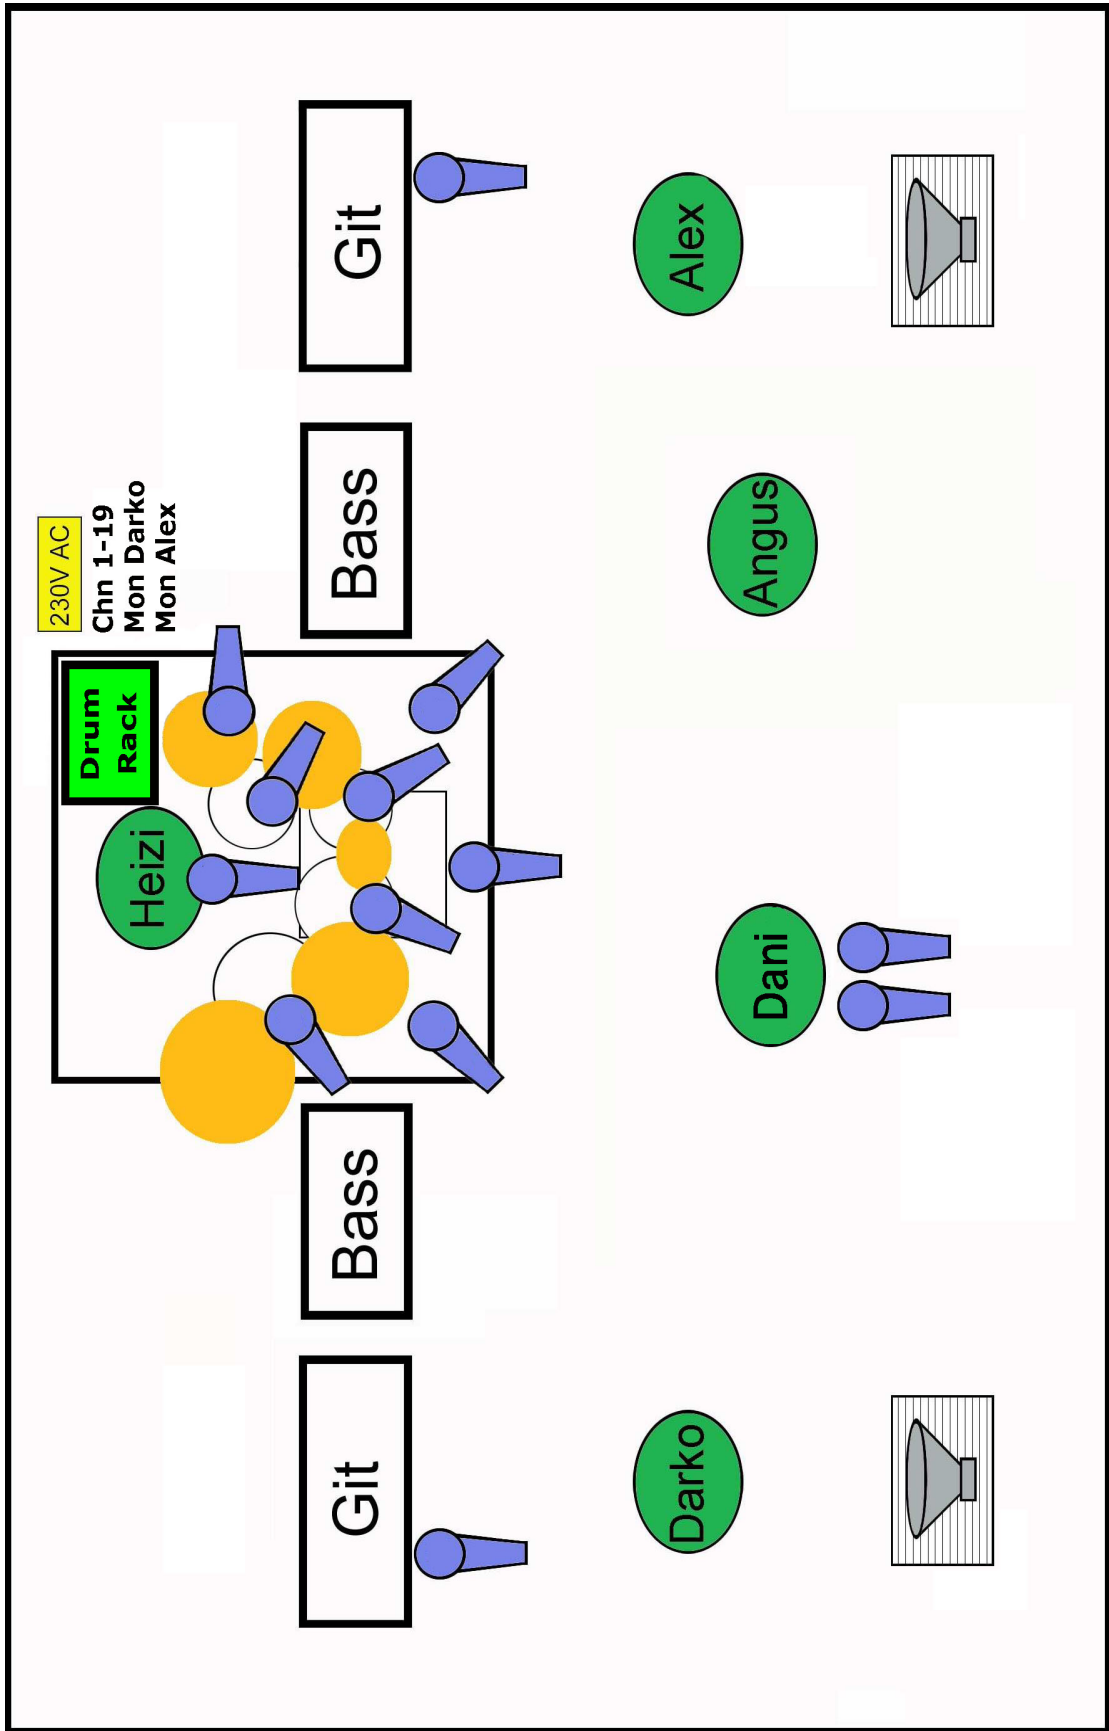 230V AC
Chn 1-19
Mon Darko
Mon Alex
Drum
Rack
Heizi
Git
Bass
Bass
Git
Darko
Alex
Dani
Angus